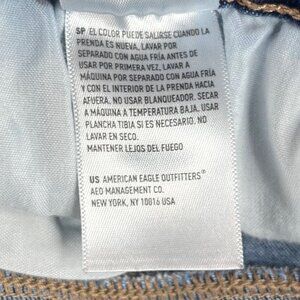 SP EL COLOR PUEDE SALIRSE CUANDO LA
PRENDA ES NUEVA, LAVAR POR
SEPARADO CON AGUA FRÍA ANTES DE
USAR POR PRIMERA VEZ, LAVAR A
MÁQUINA POR SEPARADO CON AGUA FRÍA
Y CON EL INTERIOR DE LA PRENDA HACIA
AFUERA. NO USAR BLANQUEADOR. SECAR
A MÁQUINA A TEMPERATURA BAJA. USAR
PLANCHA TIBIA SI ES NECESARIO. NO
LAVAR EN SECO.
MANTENER LEJOS DEL FUEGO
US AMERICAN EAGLE OUTFITTERS®
AEO MANAGEMENT CO.
NEW YORK, NY 10016 USA